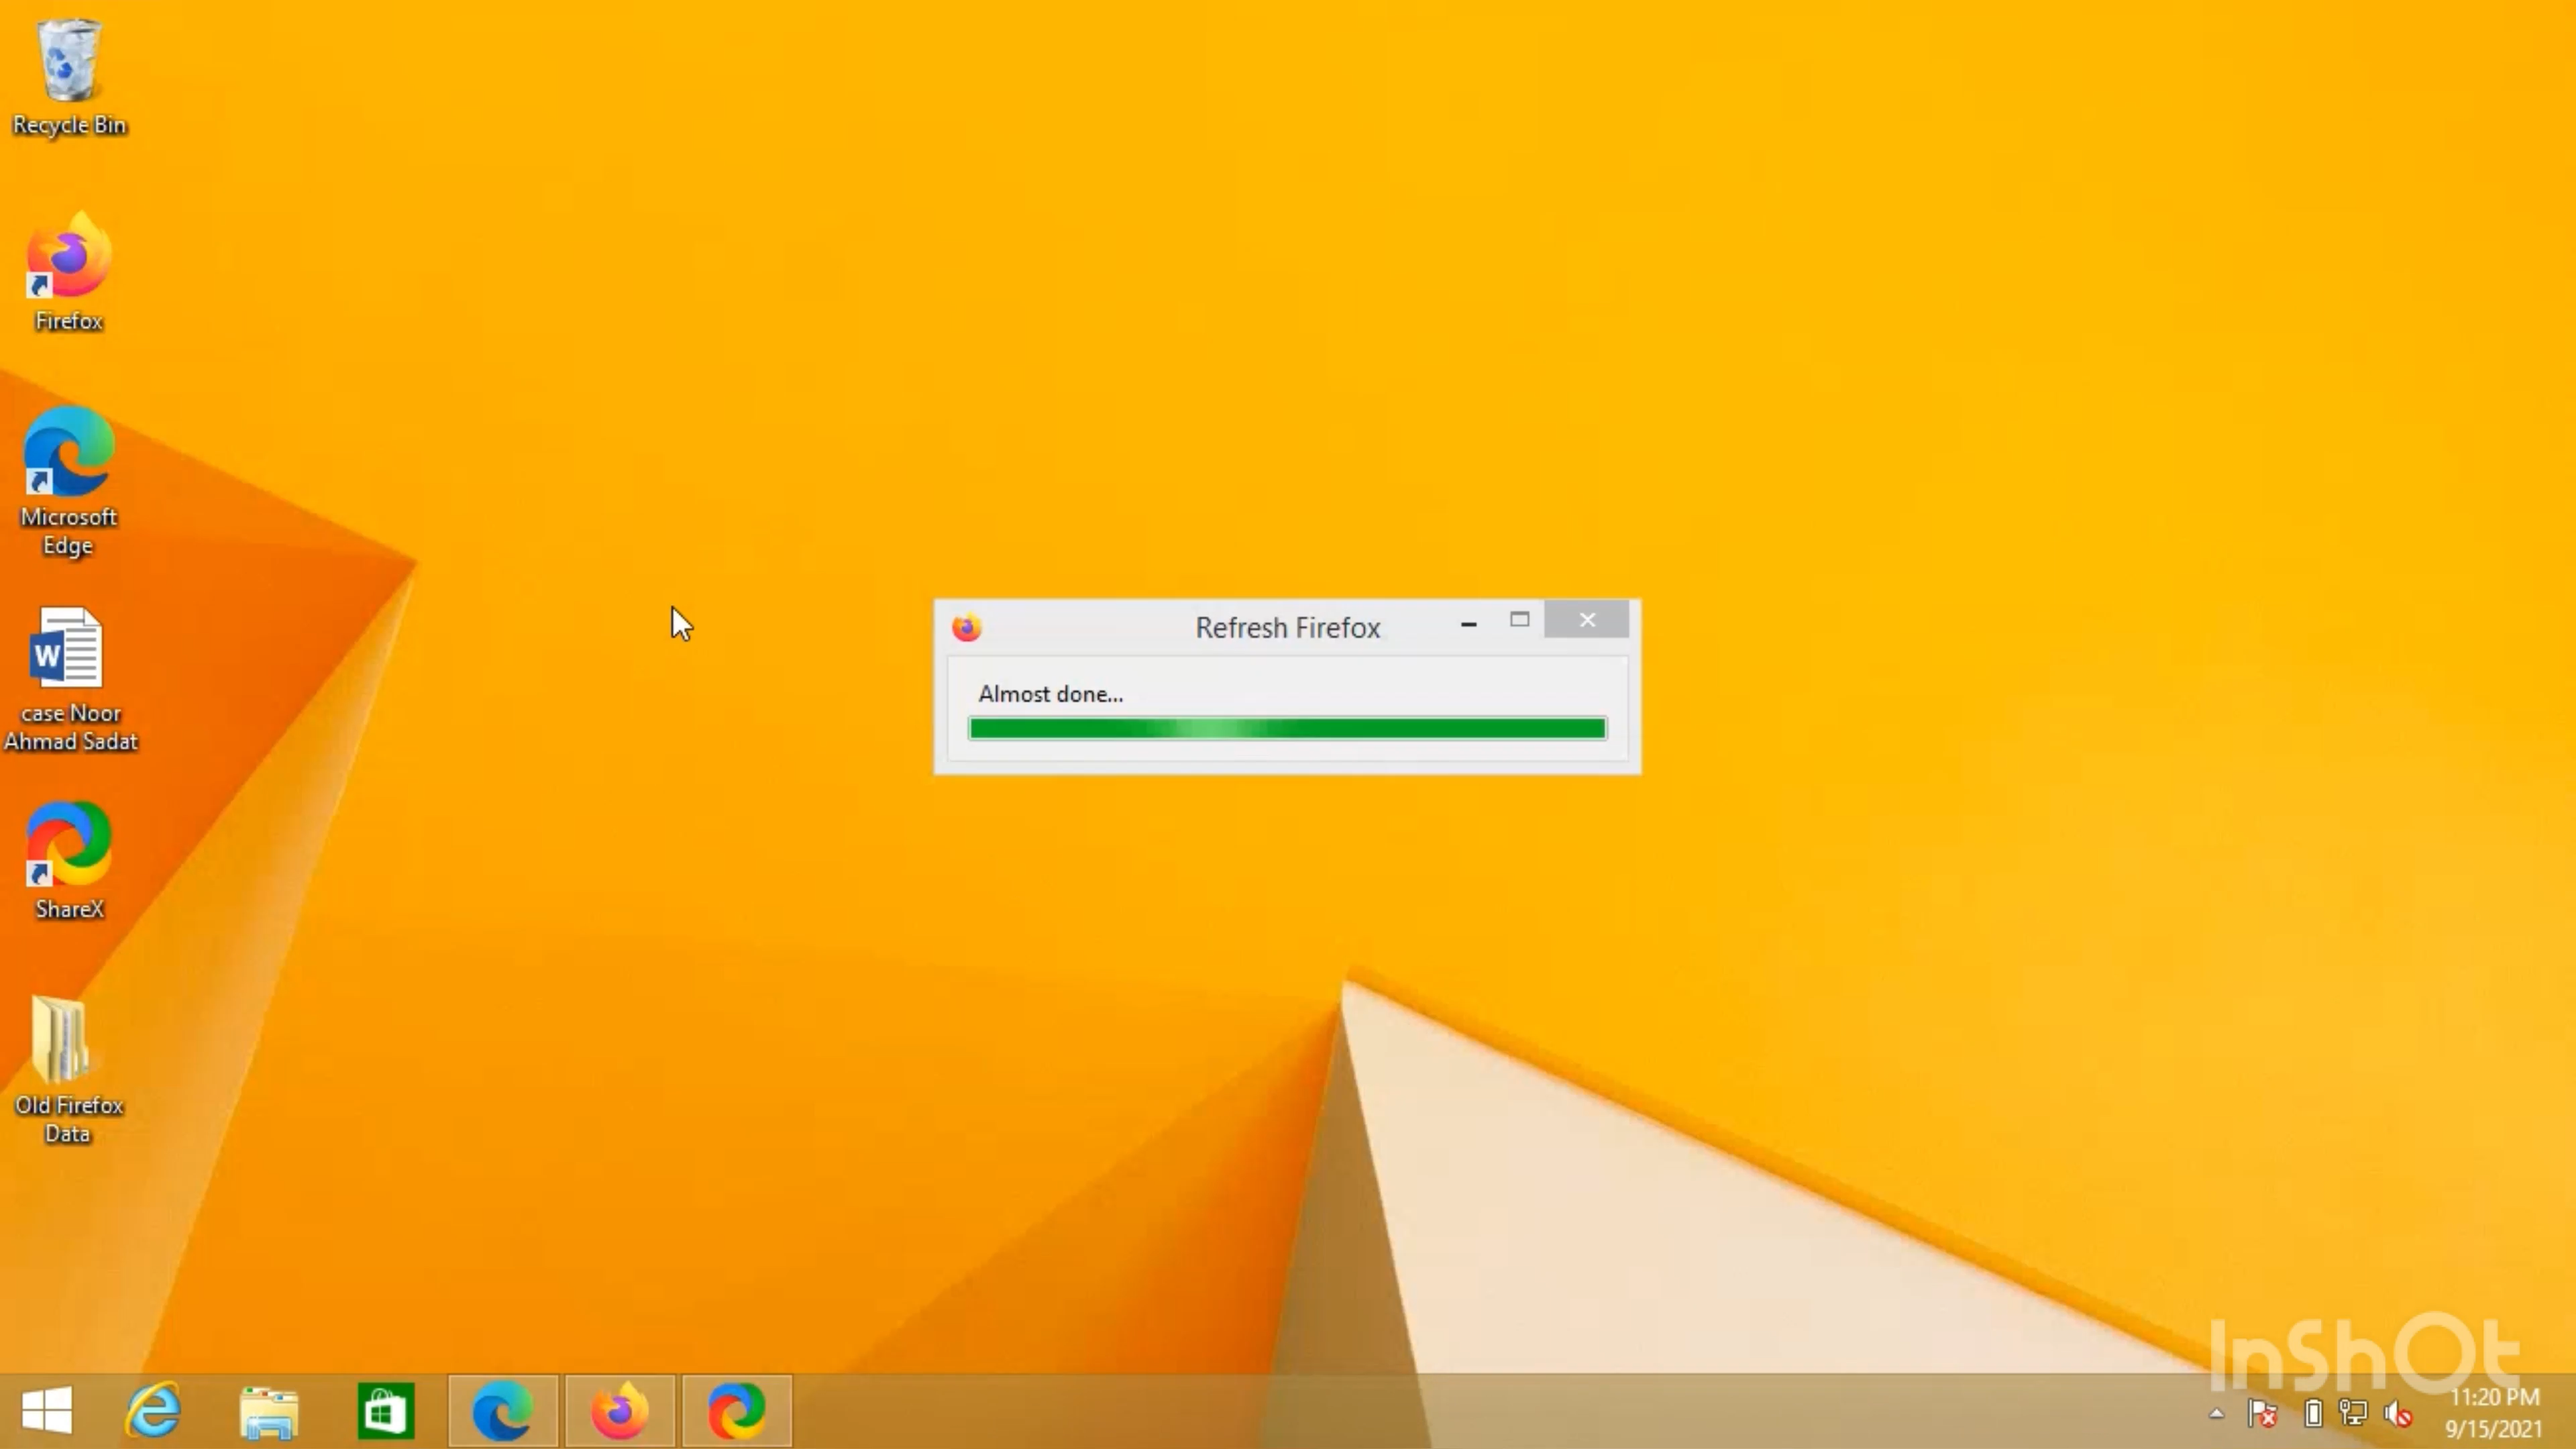 Recycle Bin
Firefox
Microsoft
Edge
W
case Noor
Ahmad Sadat
ShareX
Old Firefox
Data
Refresh Firefox
Almost done...
InShOt
11:20 PM
9/15/2021